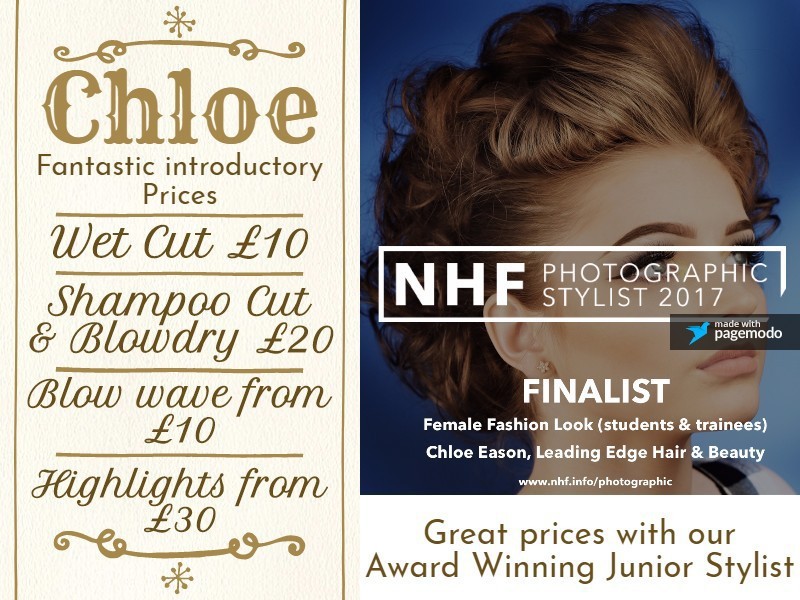 Chloe
Fantastic introductory
Prices
Wet Cut £10
Shampoo Cut
& Blowdry £20
Blow wave from
£10
Highlights from
£30
NHF PHOTOGRAPHIC
STYLIST 2017
made with
pagemodo
FINALIST
Female Fashion Look (students & trainees)
Chloe Eason, Leading Edge Hair & Beauty
www.nhf.info/photographic
Great prices with our
Award Winning Junior Stylist